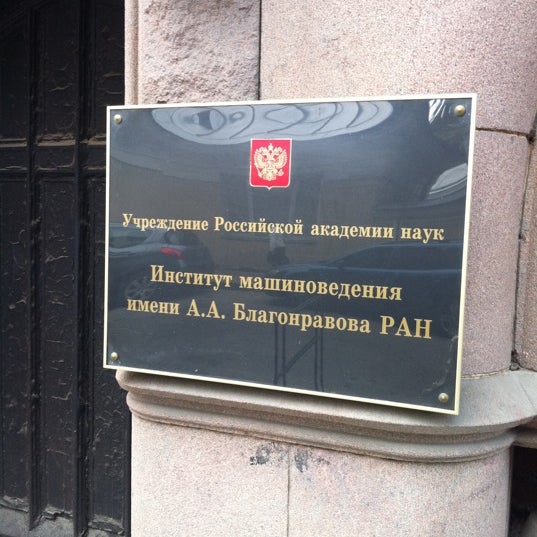 Учреждение Российской академии наук
Институт машиноведения
имени А.А. Благонравова РАН